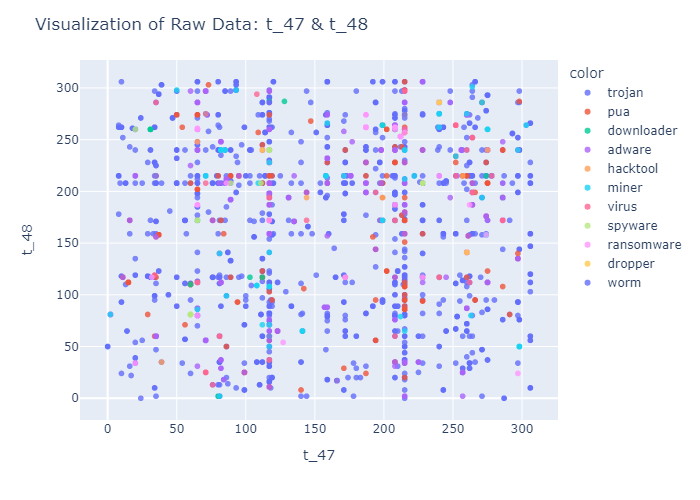 Visualization of Raw Data: t_47 & t_48
color
trojan
pua
downloader
adware
hacktool
miner
virus
spyware
ransomware
dropper
worm
t_48
300
250
200
150
100
50
0
0 50 100 150 200 250 300
t_47